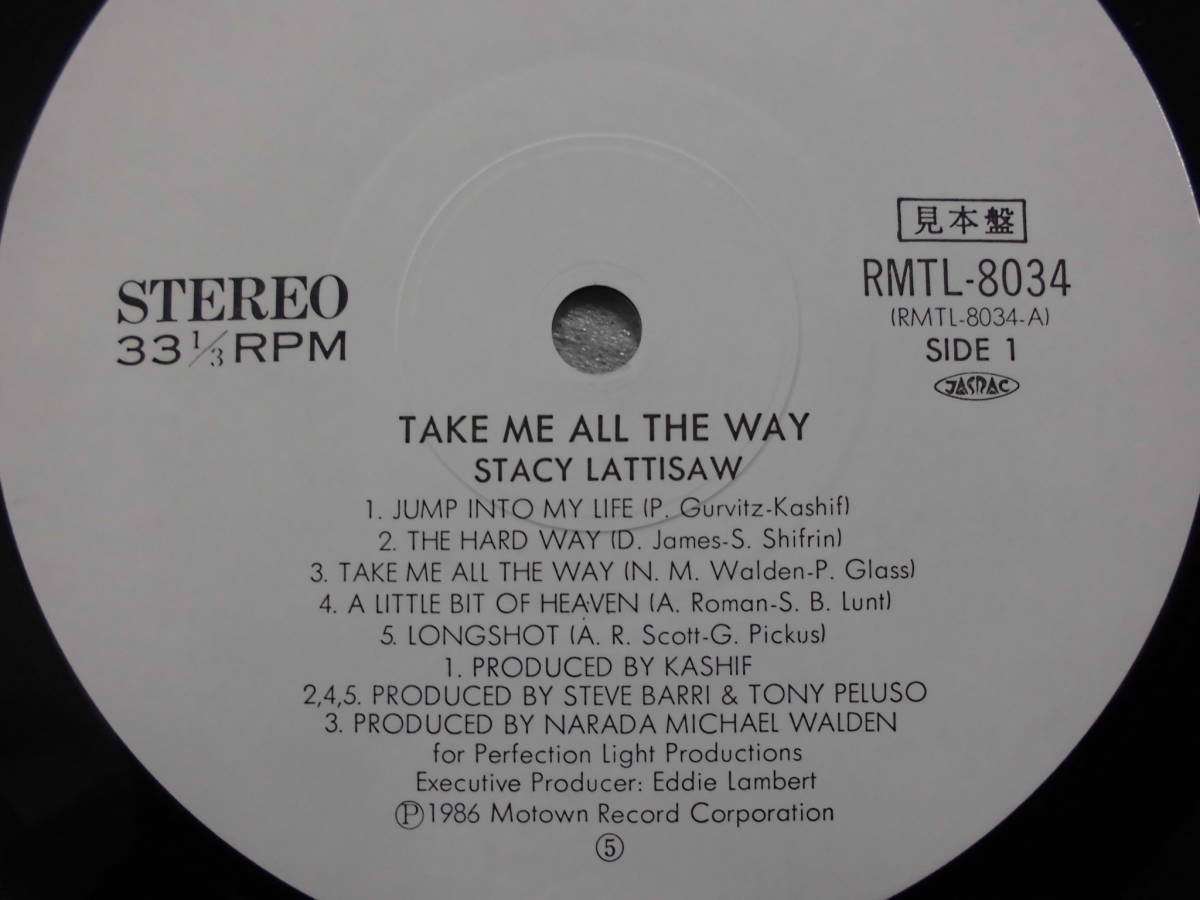 見本盤
RMTL-8034
(RMTL-8034-A)
SIDE 1
JASRAC
STEREO
33 1/3 RPM
TAKE ME ALL THE WAY
STACY LATTISAW
1. JUMP INTO MY LIFE (P. Gurvitz-Kashif)
2. THE HARD WAY (D. James-S. Shifrin)
3. TAKE ME ALL THE WAY (N. M. Walden-P. Glass)
4. A LITTLE BIT OF HEAVEN (A. Roman-S. B. Lunt)
5. LONGSHOT (A. R. Scott-G. Pickus)
1. PRODUCED BY KASHIF
2,4,5. PRODUCED BY STEVE BARRI & TONY PELUSO
3. PRODUCED BY NARADA MICHAEL WALDEN
for Perfection Light Productions
Executive Producer: Eddie Lambert
Ⓟ1986 Motown Record Corporation
⑤